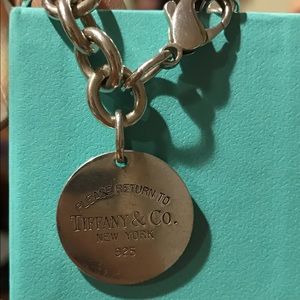 PLEASE RETURN TO
TIFFANY & CO.
NEW YORK
925